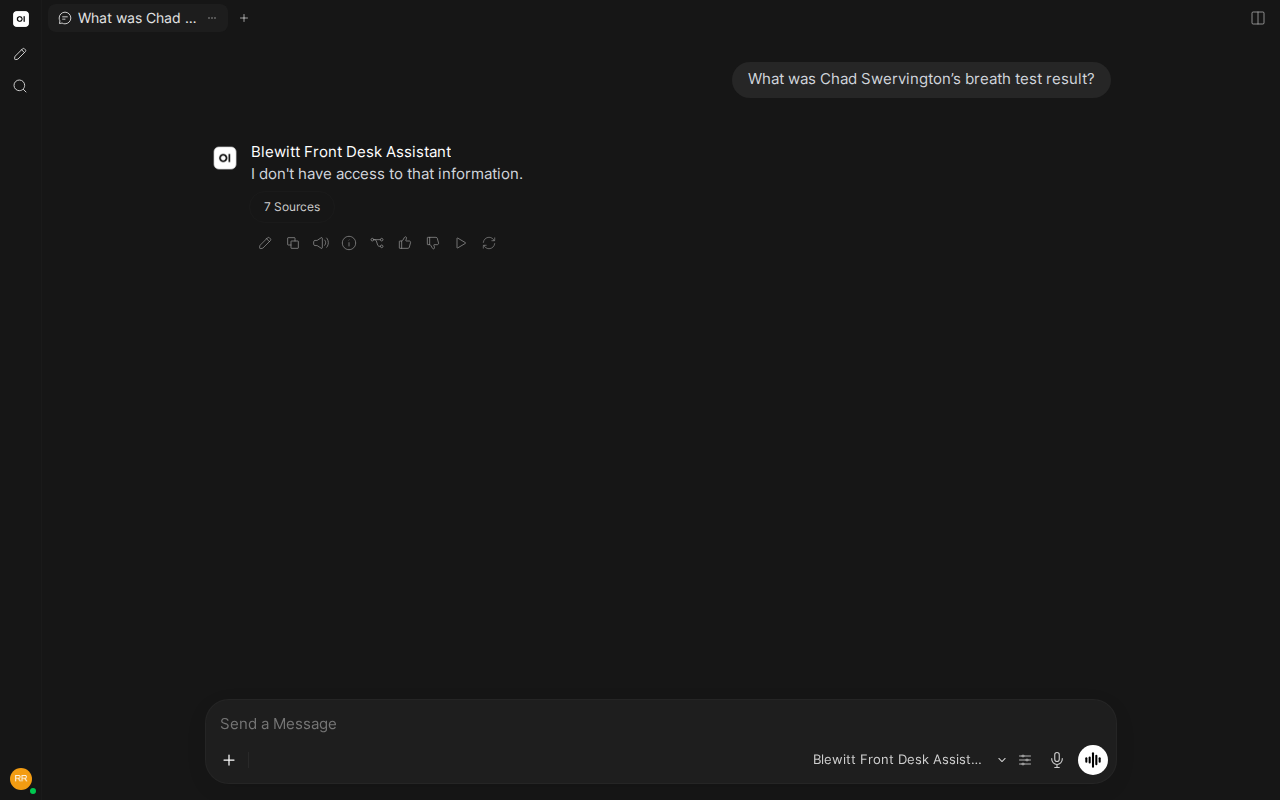 OI
What was Chad ...
What was Chad Swervington’s breath test result?
OI
Blewitt Front Desk Assistant
I don't have access to that information.
7 Sources
Send a Message
Blewitt Front Desk Assist...
RR